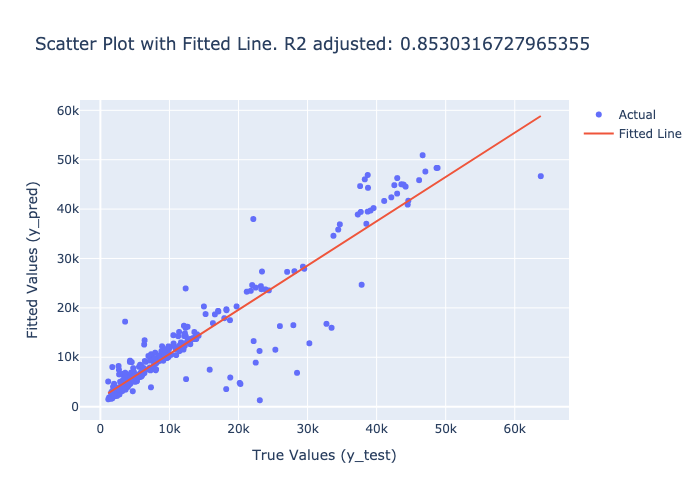 Scatter Plot with Fitted Line. R2 adjusted: 0.8530316727965355
Actual
Fitted Line
60k
50k
40k
30k
20k
10k
0
Fitted Values (y_pred)
0 10k 20k 30k 40k 50k 60k
True Values (y_test)